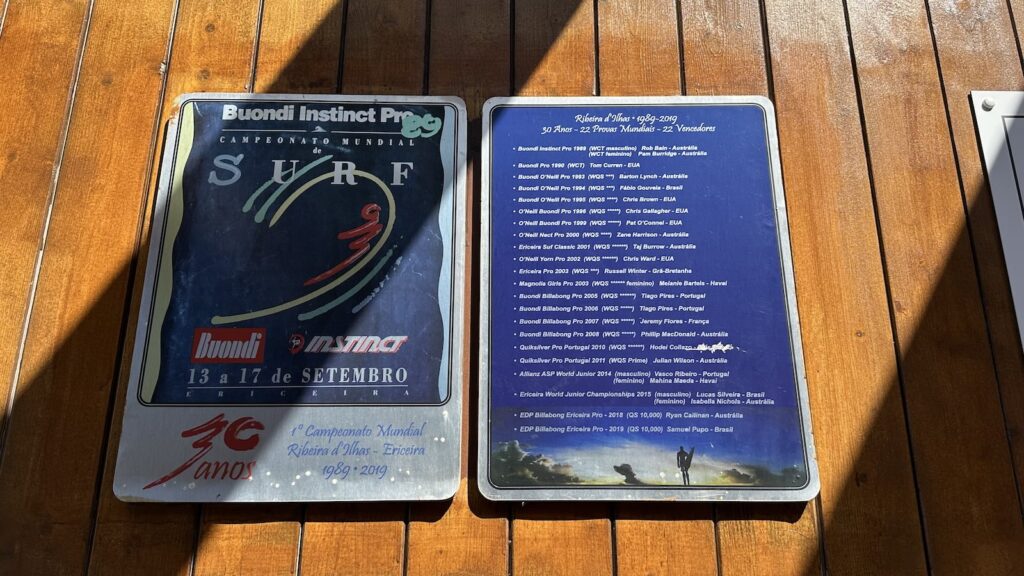 Buondi Instinct Pro
89
CAMPEONATO MUNDIAL
de
SURF
Buondi
INSTINCT
13 a 17 de SETEMBRO
ERICEIRA
30 anos
1º Campeonato Mundial
Ribeira d'Ilhas - Ericeira
1989 • 2019
Ribeira d'Ilhas • 1989-2019
30 Anos - 22 Provas Mundiais - 22 Vencedores
• Buondi Instinct Pro 1989 (WCT masculino) Rob Bain - Austrália
(WCT feminino) Pam Burridge - Austrália
• Buondi Pro 1990 (WCT) Tom Curren - EUA
• Buondi O'Neill Pro 1993 (WQS ***) Barton Lynch - Austrália
• Buondi O'Neill Pro 1994 (WQS ***) Fábio Gouveia - Brasil
• Buondi O'Neill Pro 1995 (WQS ****) Chris Brown - EUA
• O'Neill Buondi Pro 1996 (WQS *****) Chris Gallagher - EUA
• O'Neill Buondi Pro 1999 (WQS *****) Pat O'Connel - EUA
• O'Neill Nect Pro 2000 (WQS ****) Zane Harrison - Austrália
• Ericeira Suf Classic 2001 (WQS ******) Taj Burrow - Austrália
• O'Neill Yorn Pro 2002 (WQS ******) Chris Ward - EUA
• Ericeira Pro 2003 (WQS ***) Russell Winter - Grã-Bretanha
• Magnolia Girls Pro 2003 (WQS ****** feminino) Melanie Bartels - Havai
• Buondi Billabong Pro 2005 (WQS ******) Tiago Pires - Portugal
• Buondi Billabong Pro 2006 (WQS *****) Tiago Pires - Portugal
• Buondi Billabong Pro 2007 (WQS *****) Jeremy Flores - França
• Buondi Billabong Pro 2008 (WQS *****) Phillip MacDonald - Austrália
• Quiksilver Pro Portugal 2010 (WQS ******) Hodei Collazo
• Quiksilver Pro Portugal 2011 (WQS Prime) Julian Wilson - Austrália
• Allianz ASP World Junior 2014 (masculino) Vasco Ribeiro - Portugal
(feminino) Mahina Maeda - Havai
• Ericeira World Junior Championships 2015 (masculino) Lucas Silveira - Brasil
(feminino) Isabella Nichols - Austrália
• EDP Billabong Ericeira Pro - 2018 (QS 10,000) Ryan Callinan - Austrália
• EDP Billabong Ericeira Pro - 2019 (QS 10,000) Samuel Pupo - Brasil